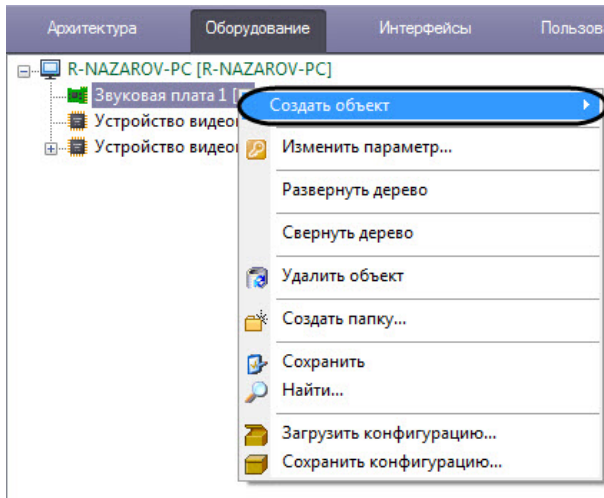 Архитектура Оборудование Интерфейсы Пользов
R-NAZAROV-PC [R-NAZAROV-PC]
Звуковая плата 1 [
Устройство видео
Устройство видео
Создать объект
Изменить параметр...
Развернуть дерево
Свернуть дерево
Удалить объект
Создать папку...
Сохранить
Найти...
Загрузить конфигурацию...
Сохранить конфигурацию...